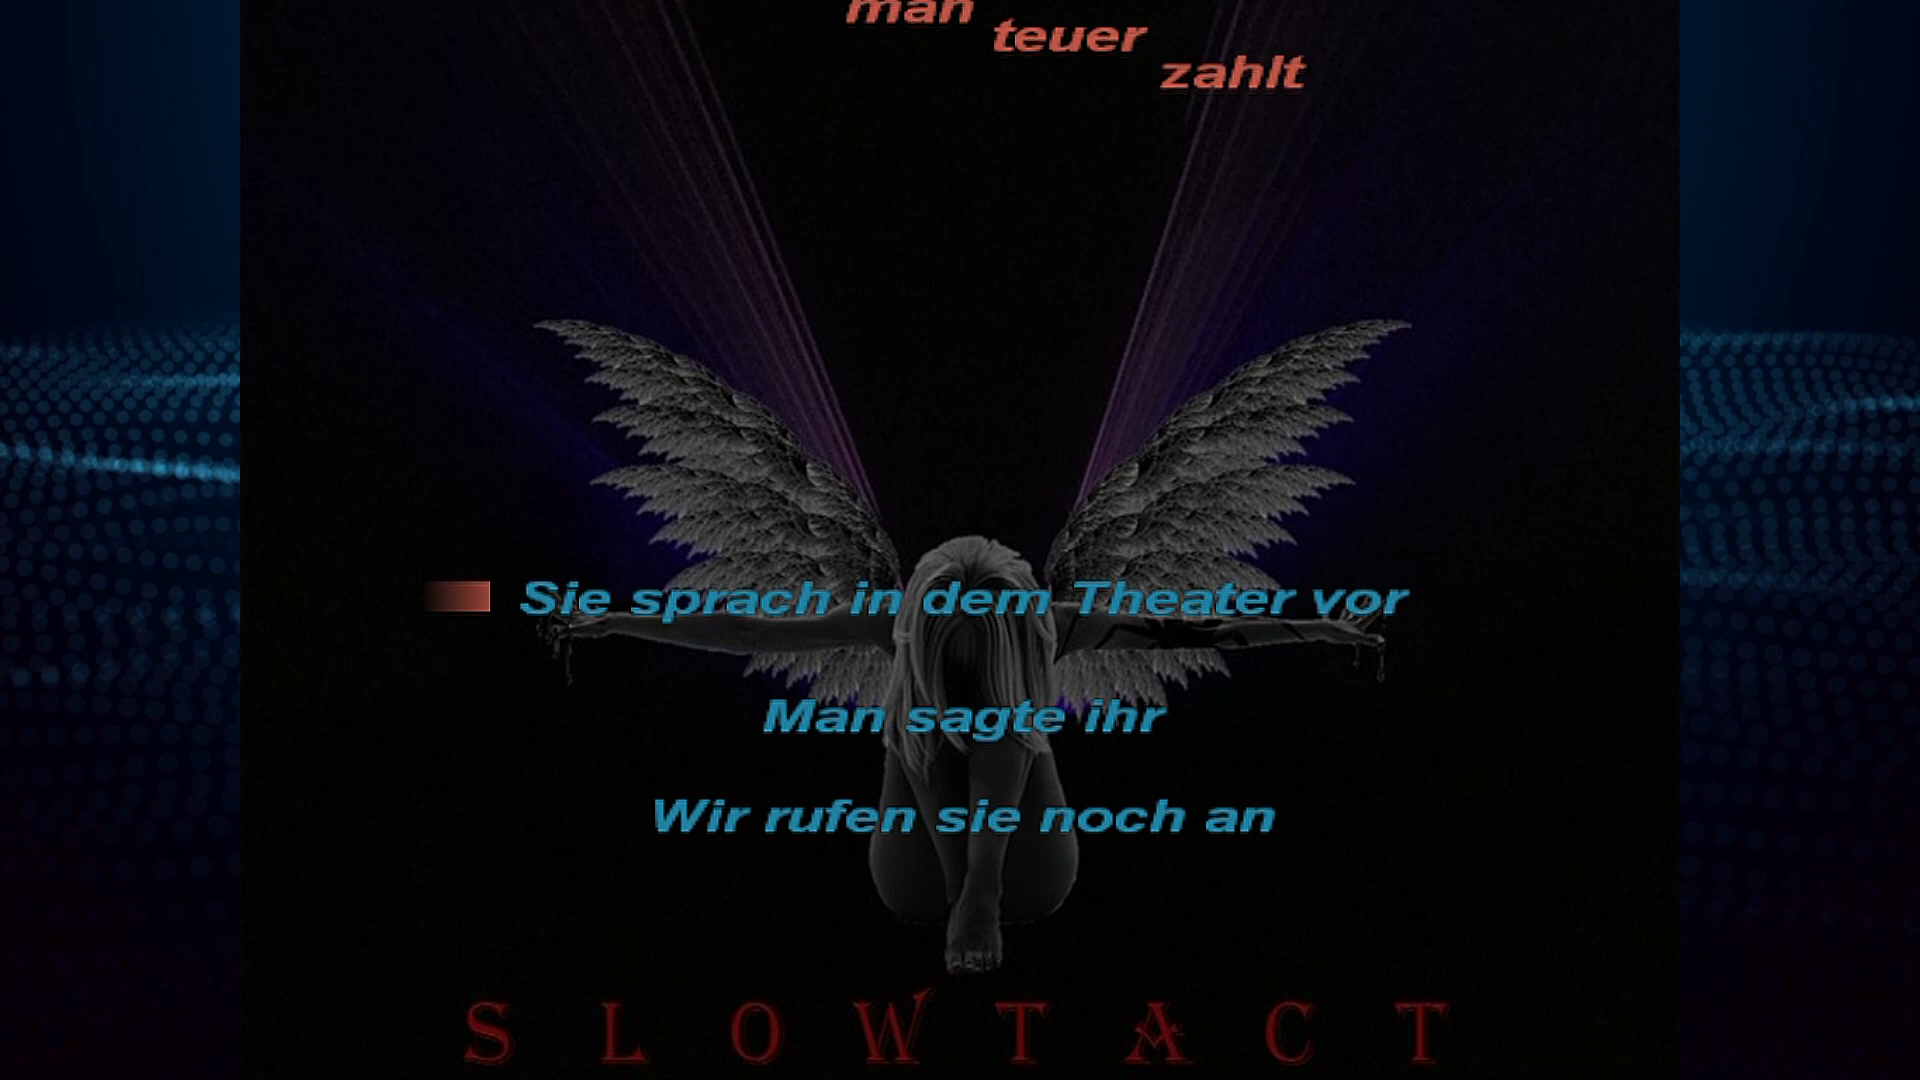 man
teuer
zahlt
Sie sprach in dem Theater vor
Man sagte ihr
Wir rufen sie noch an
SLOWTACT